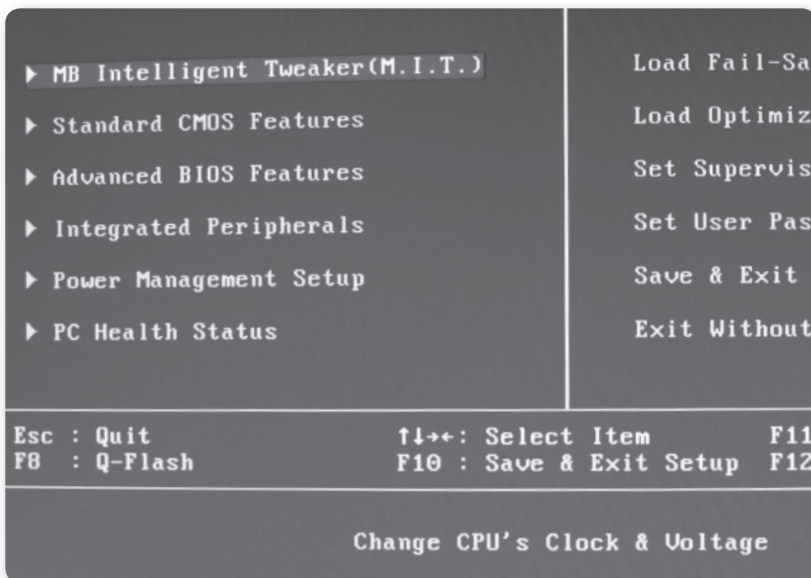 ▶ MB Intelligent Tweaker(M.I.T.)
▶ Standard CMOS Features
▶ Advanced BIOS Features
▶ Integrated Peripherals
▶ Power Management Setup
▶ PC Health Status
Load Fail-Sa
Load Optimiz
Set Supervis
Set User Pas
Save & Exit
Exit Without
Esc : Quit ↑↓→←: Select Item F11
F8 : Q-Flash F10 : Save & Exit Setup F12
Change CPU's Clock & Voltage